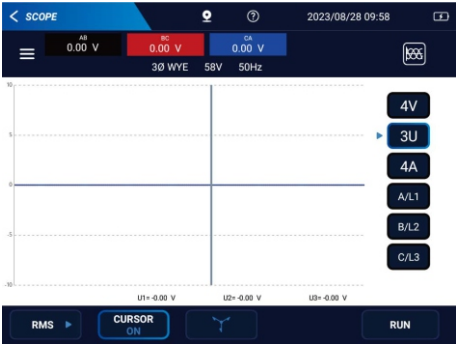 SCOPE 2023/08/28 09:58
AB BC CA
0.00 V 0.00 V 0.00 V
3Ø WYE 58V 50Hz
10
5
0
-5
-10
4V
3U
4A
A/L1
B/L2
C/L3
U1= -0.00 V U2= -0.00 V U3= -0.00 V
RMS CURSOR ON RUN